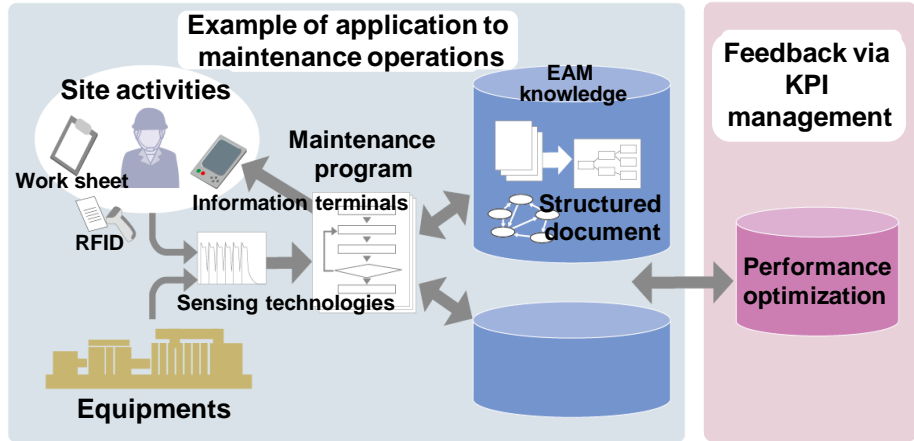 Example of application to
maintenance operations
Feedback via
KPI
management
Site activities
EAM
knowledge
Maintenance
program
Work sheet
Information terminals
Structured
document
RFID
Sensing technologies
Performance
optimization
Equipments